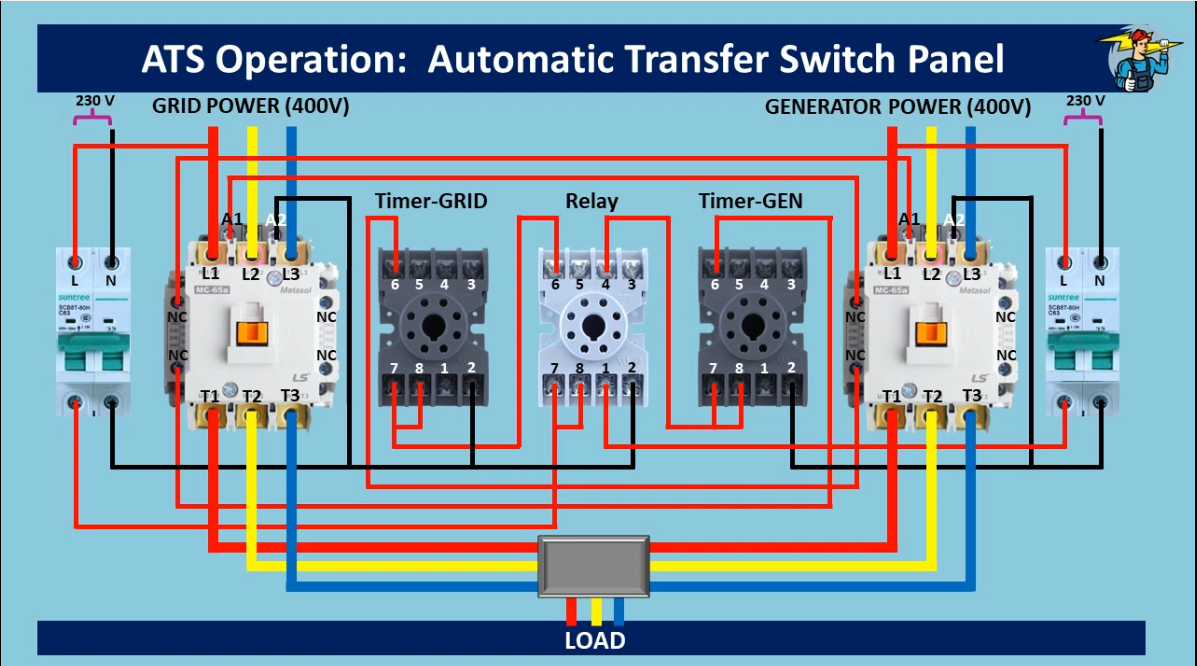 ATS Operation: Automatic Transfer Switch Panel
230 V
GRID POWER (400V)
GENERATOR POWER (400V)
230 V
Timer-GRID
Relay
Timer-GEN
A1
A2
A1
A2
L
N
L1
L2
L3
6
5
4
3
6
5
4
3
6
5
4
3
L1
L2
L3
L
N
MC-65a
Metasol
MC-65a
Metasol
suntree
SCB8T-60H
C63
suntree
SCB8T-60H
C63
NC
NC
NC
NC
NC
NC
NC
NC
LS
LS
7
8
1
2
7
8
1
2
7
8
1
2
T1
T2
T3
T1
T2
T3
LOAD